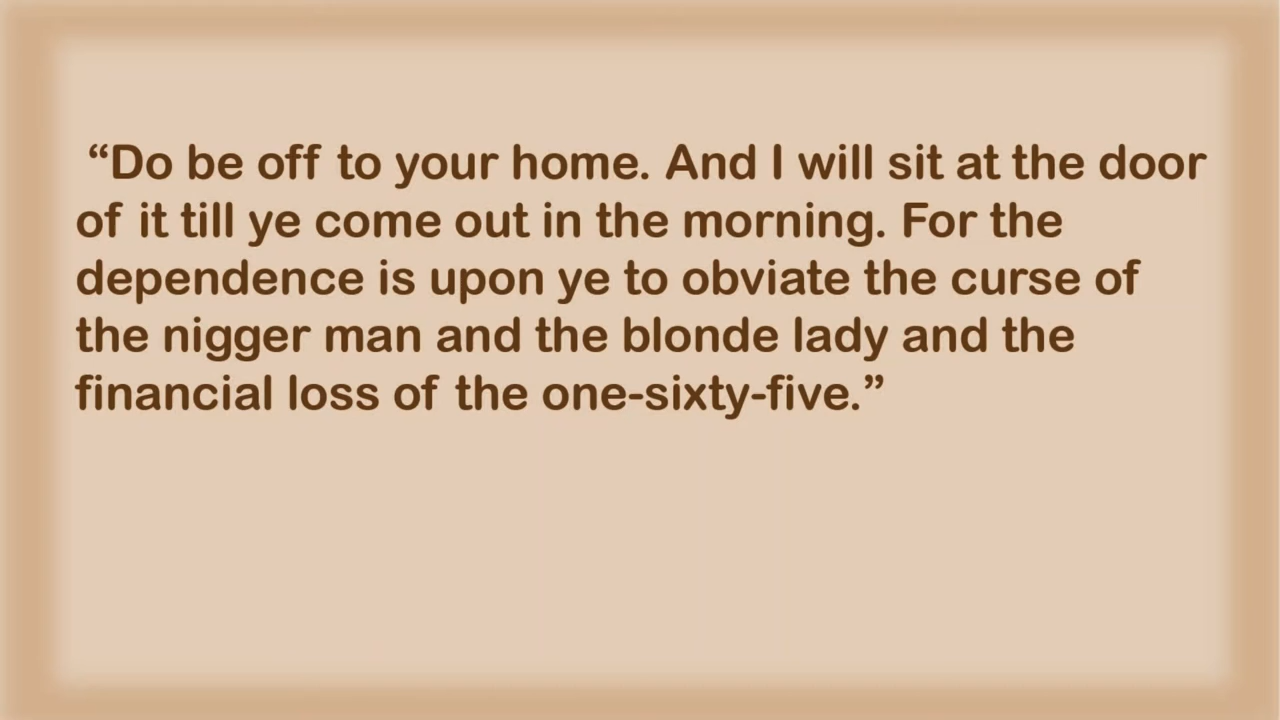 “Do be off to your home. And I will sit at the door
of it till ye come out in the morning. For the
dependence is upon ye to obviate the curse of
the nigger man and the blonde lady and the
financial loss of the one-sixty-five.”